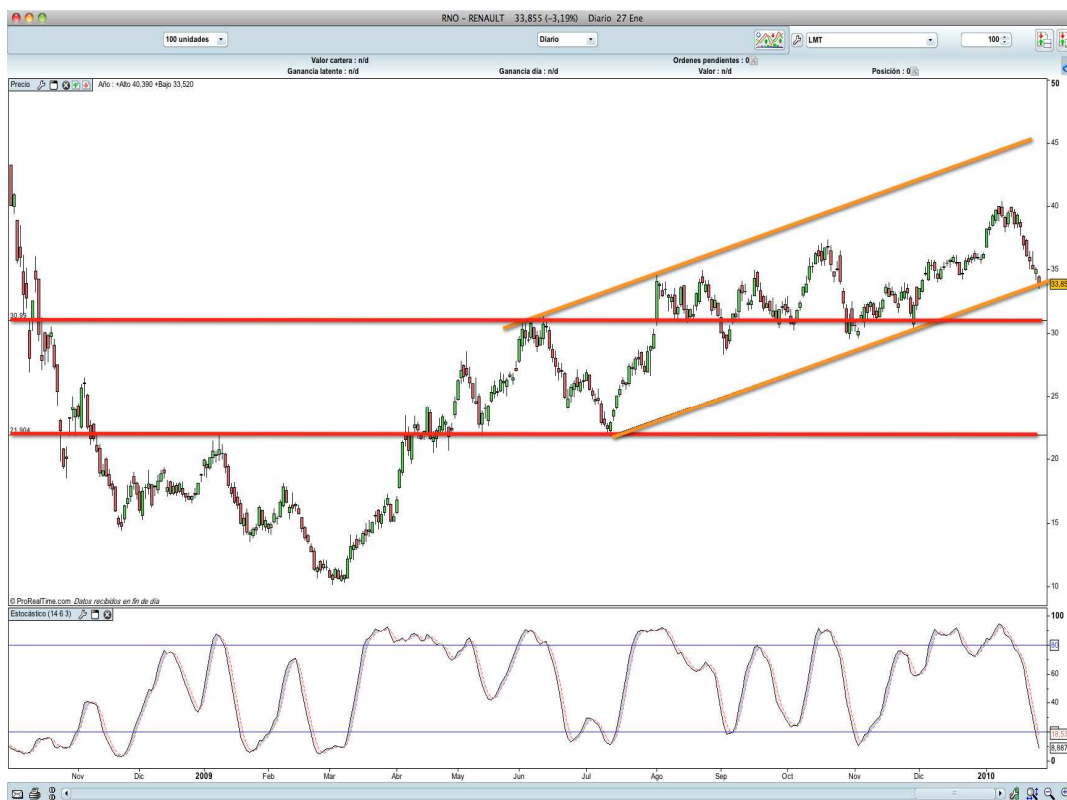 RNO - RENAULT 33,855 (-3,19%) Diario 27 Ene
100 unidades Diario LMT 100
Valor cartera : n/d Ordenes pendientes : 0
Ganancia latente : n/d Ganancia día : n/d Valor : n/d Posición : 0
Precio Año : +Alto 40,390 +Bajo 33,520
50
45
40
35
33,85
30,99
30
25
21,904
20
15
10
© ProRealTime.com Datos recibidos en fin de día
Estocástico (14 6 3)
100
80
60
40
18,53
8,887
0
Nov Dic 2009 Feb Mar Abr May Jun Jul Ago Sep Oct Nov Dic 2010